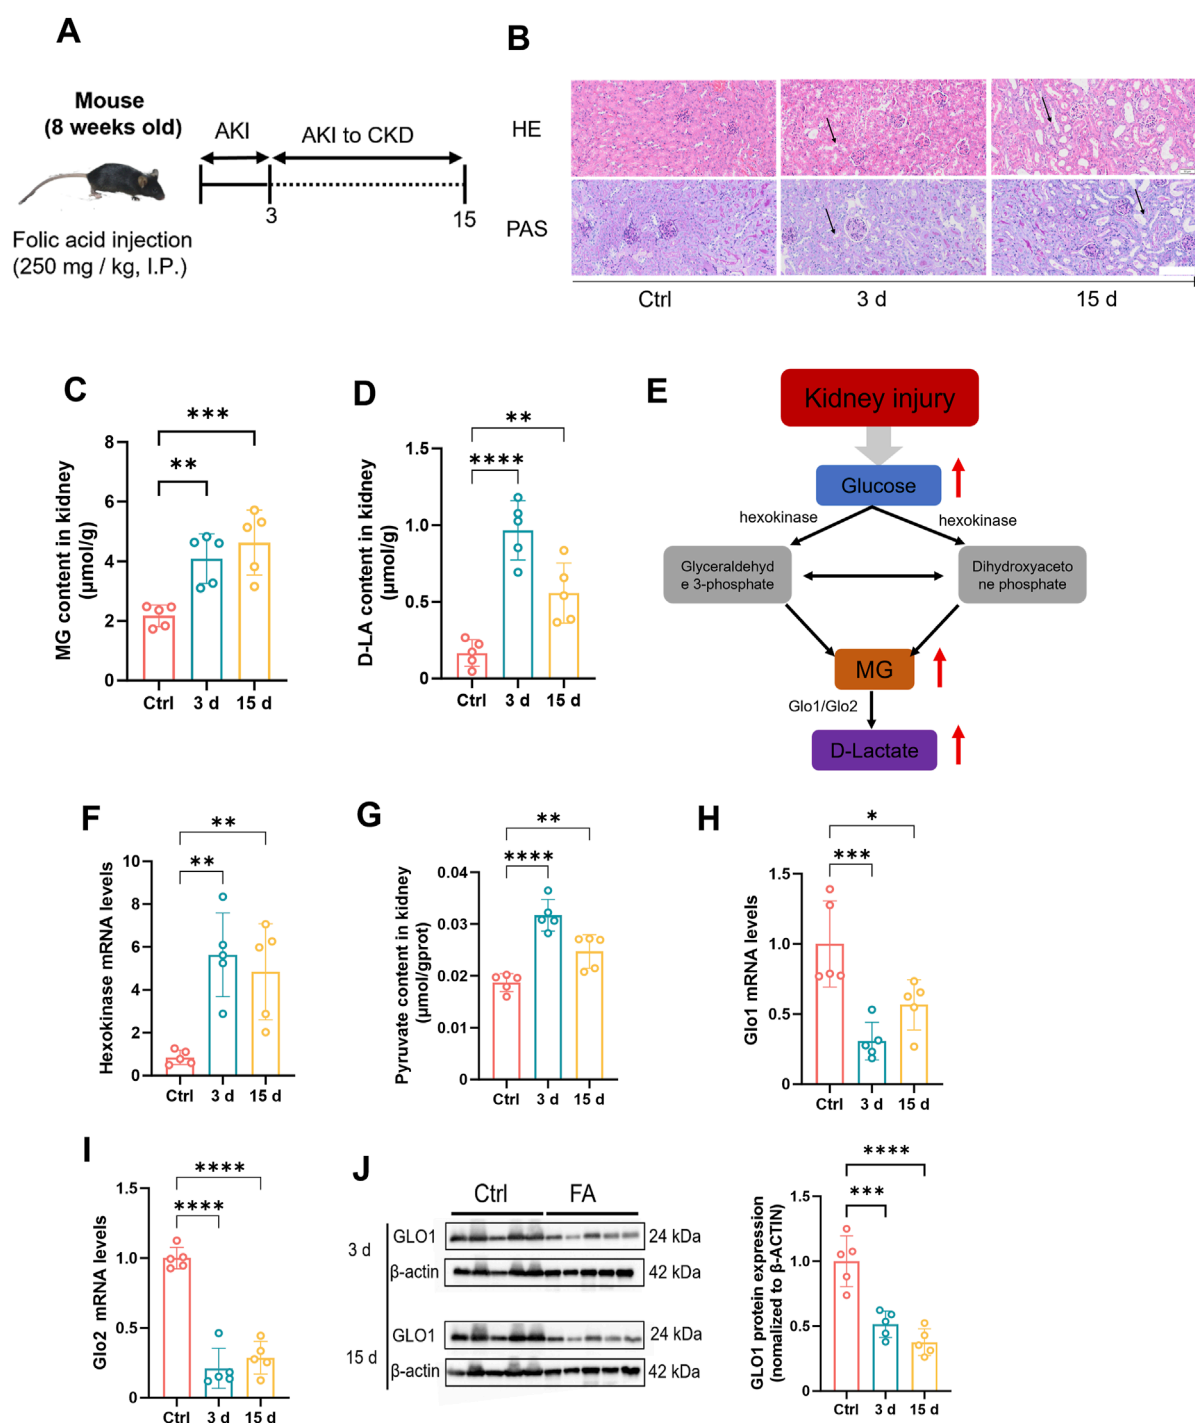 A
Mouse
(8 weeks old)
AKI
AKI to CKD
3
15
Folic acid injection
(250 mg / kg, I.P.)
B
HE
PAS
Ctrl
3 d
15 d
C
MG content in kidney
(μmol/g)
8
6
4
2
0
**
***
Ctrl
3 d
15 d
D
D-LA content in kidney
(μmol/g)
1.5
1.0
0.5
0
****
**
Ctrl
3 d
15 d
E
Kidney injury
Glucose
hexokinase
hexokinase
Glyceraldehyd
e 3-phosphate
Dihydroxyaceto
ne phosphate
MG
Glo1/Glo2
D-Lactate
F
Hexokinase mRNA levels
10
8
6
4
2
0
**
**
Ctrl
3 d
15 d
G
Pyruvate content in kidney
(μmol/gprot)
0.04
0.03
0.02
0.01
0
****
**
Ctrl
3 d
15 d
H
Glo1 mRNA levels
1.5
1.0
0.5
0
***
*
Ctrl
3 d
15 d
I
Glo2 mRNA levels
1.5
1.0
0.5
0
****
****
Ctrl
3 d
15 d
J
Ctrl
FA
3 d
GLO1
24 kDa
β-actin
42 kDa
15 d
GLO1
24 kDa
β-actin
42 kDa
GLO1 protein expression
(nomalized to β-ACTIN)
1.5
1.0
0.5
0.0
***
****
Ctrl
3 d
15 d